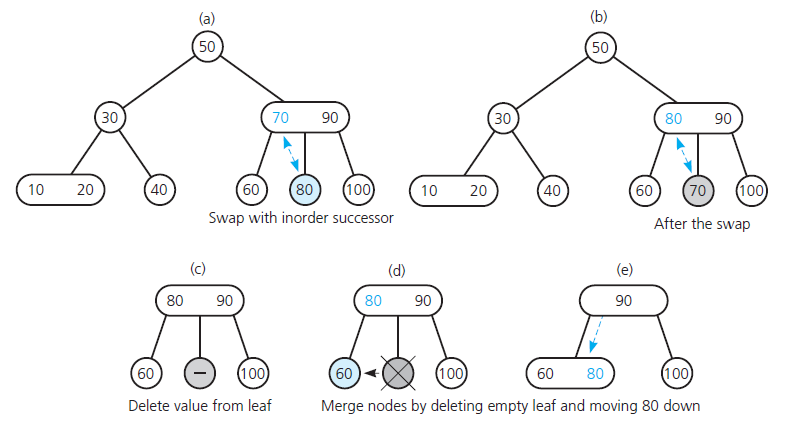 (a)
50
30
70 90
10 20
40
60
80
100
Swap with inorder successor
(b)
50
30
80 90
10 20
40
60
70
100
After the swap
(c)
80 90
60
–
100
Delete value from leaf
(d)
80 90
60
100
(e)
90
60 80
100
Merge nodes by deleting empty leaf and moving 80 down